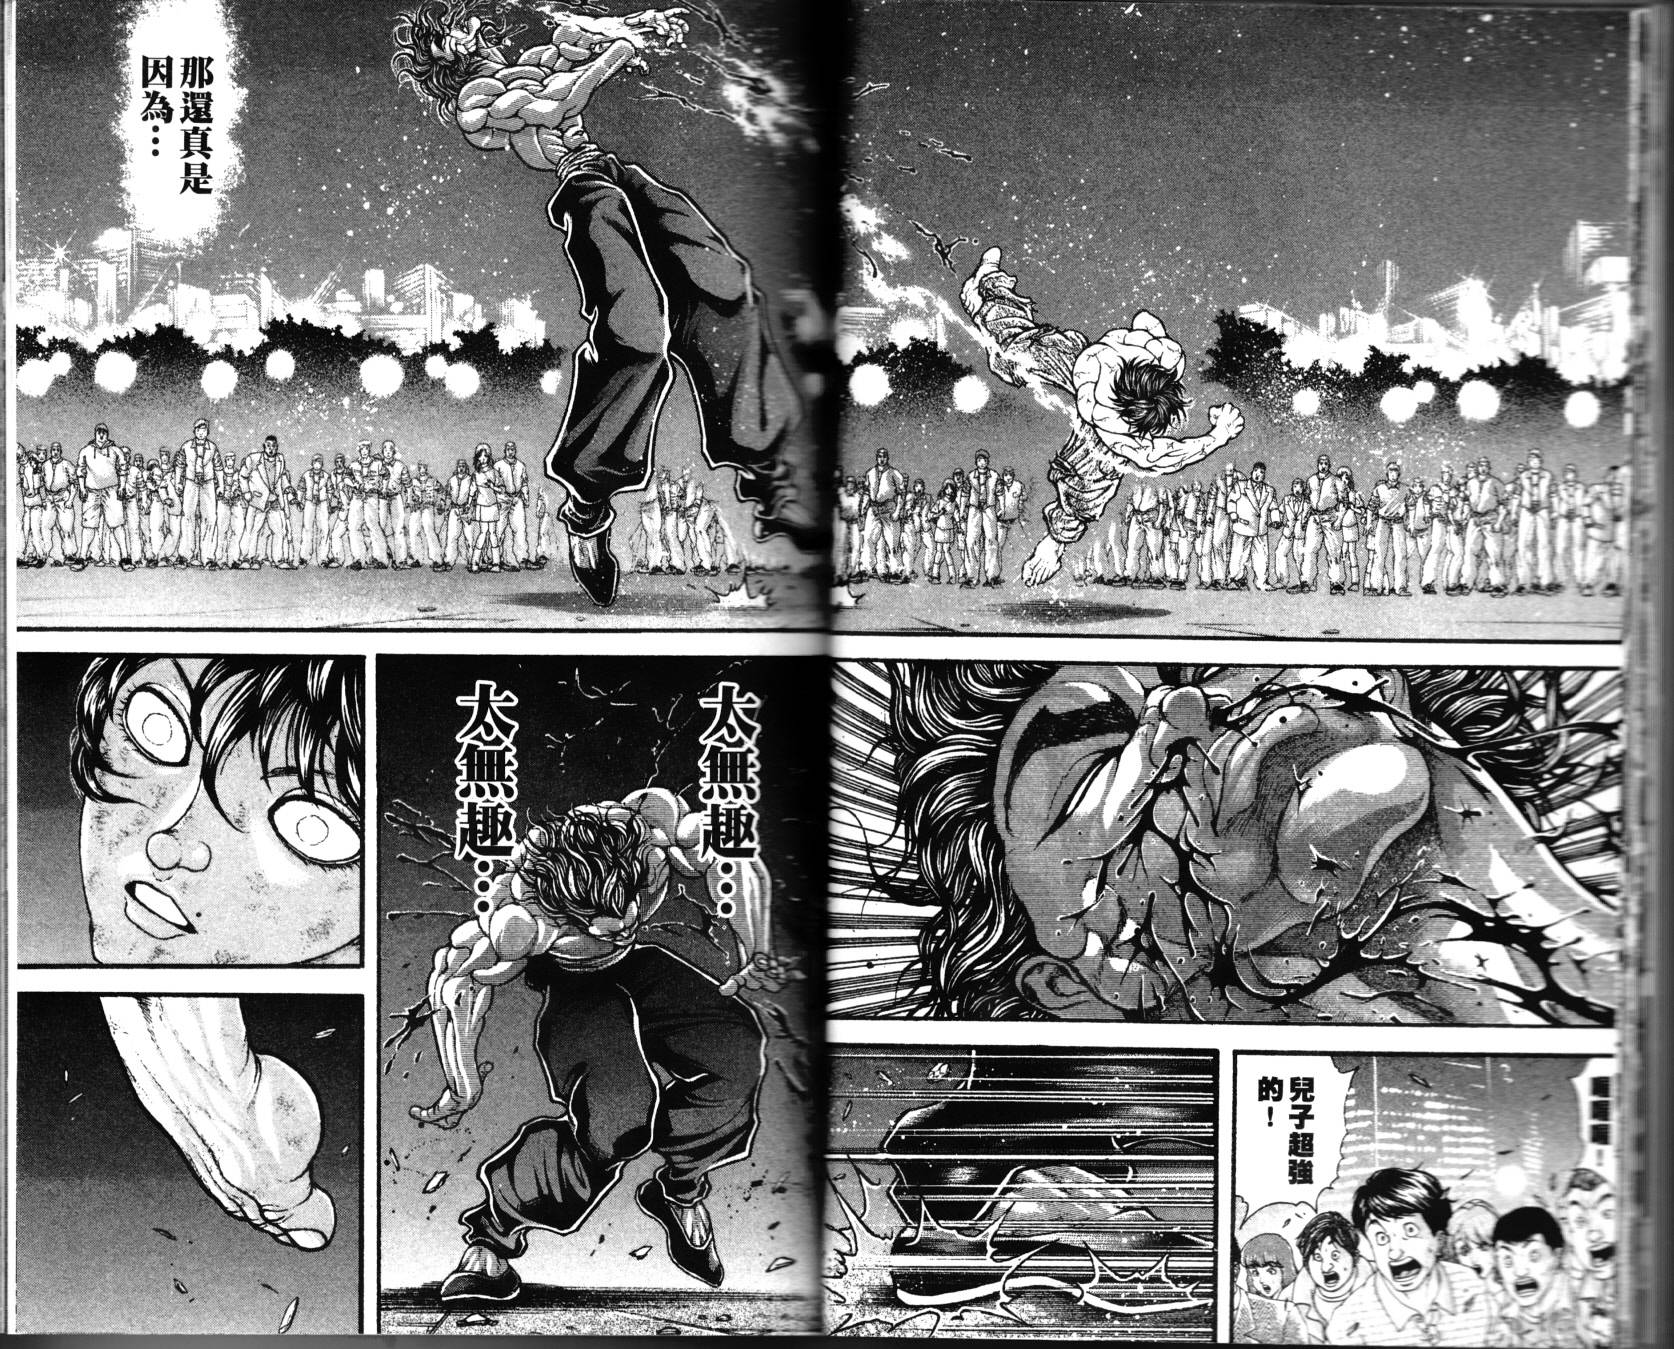 兒子超強
的！
太無趣…
太無趣…
那還真是
因為…